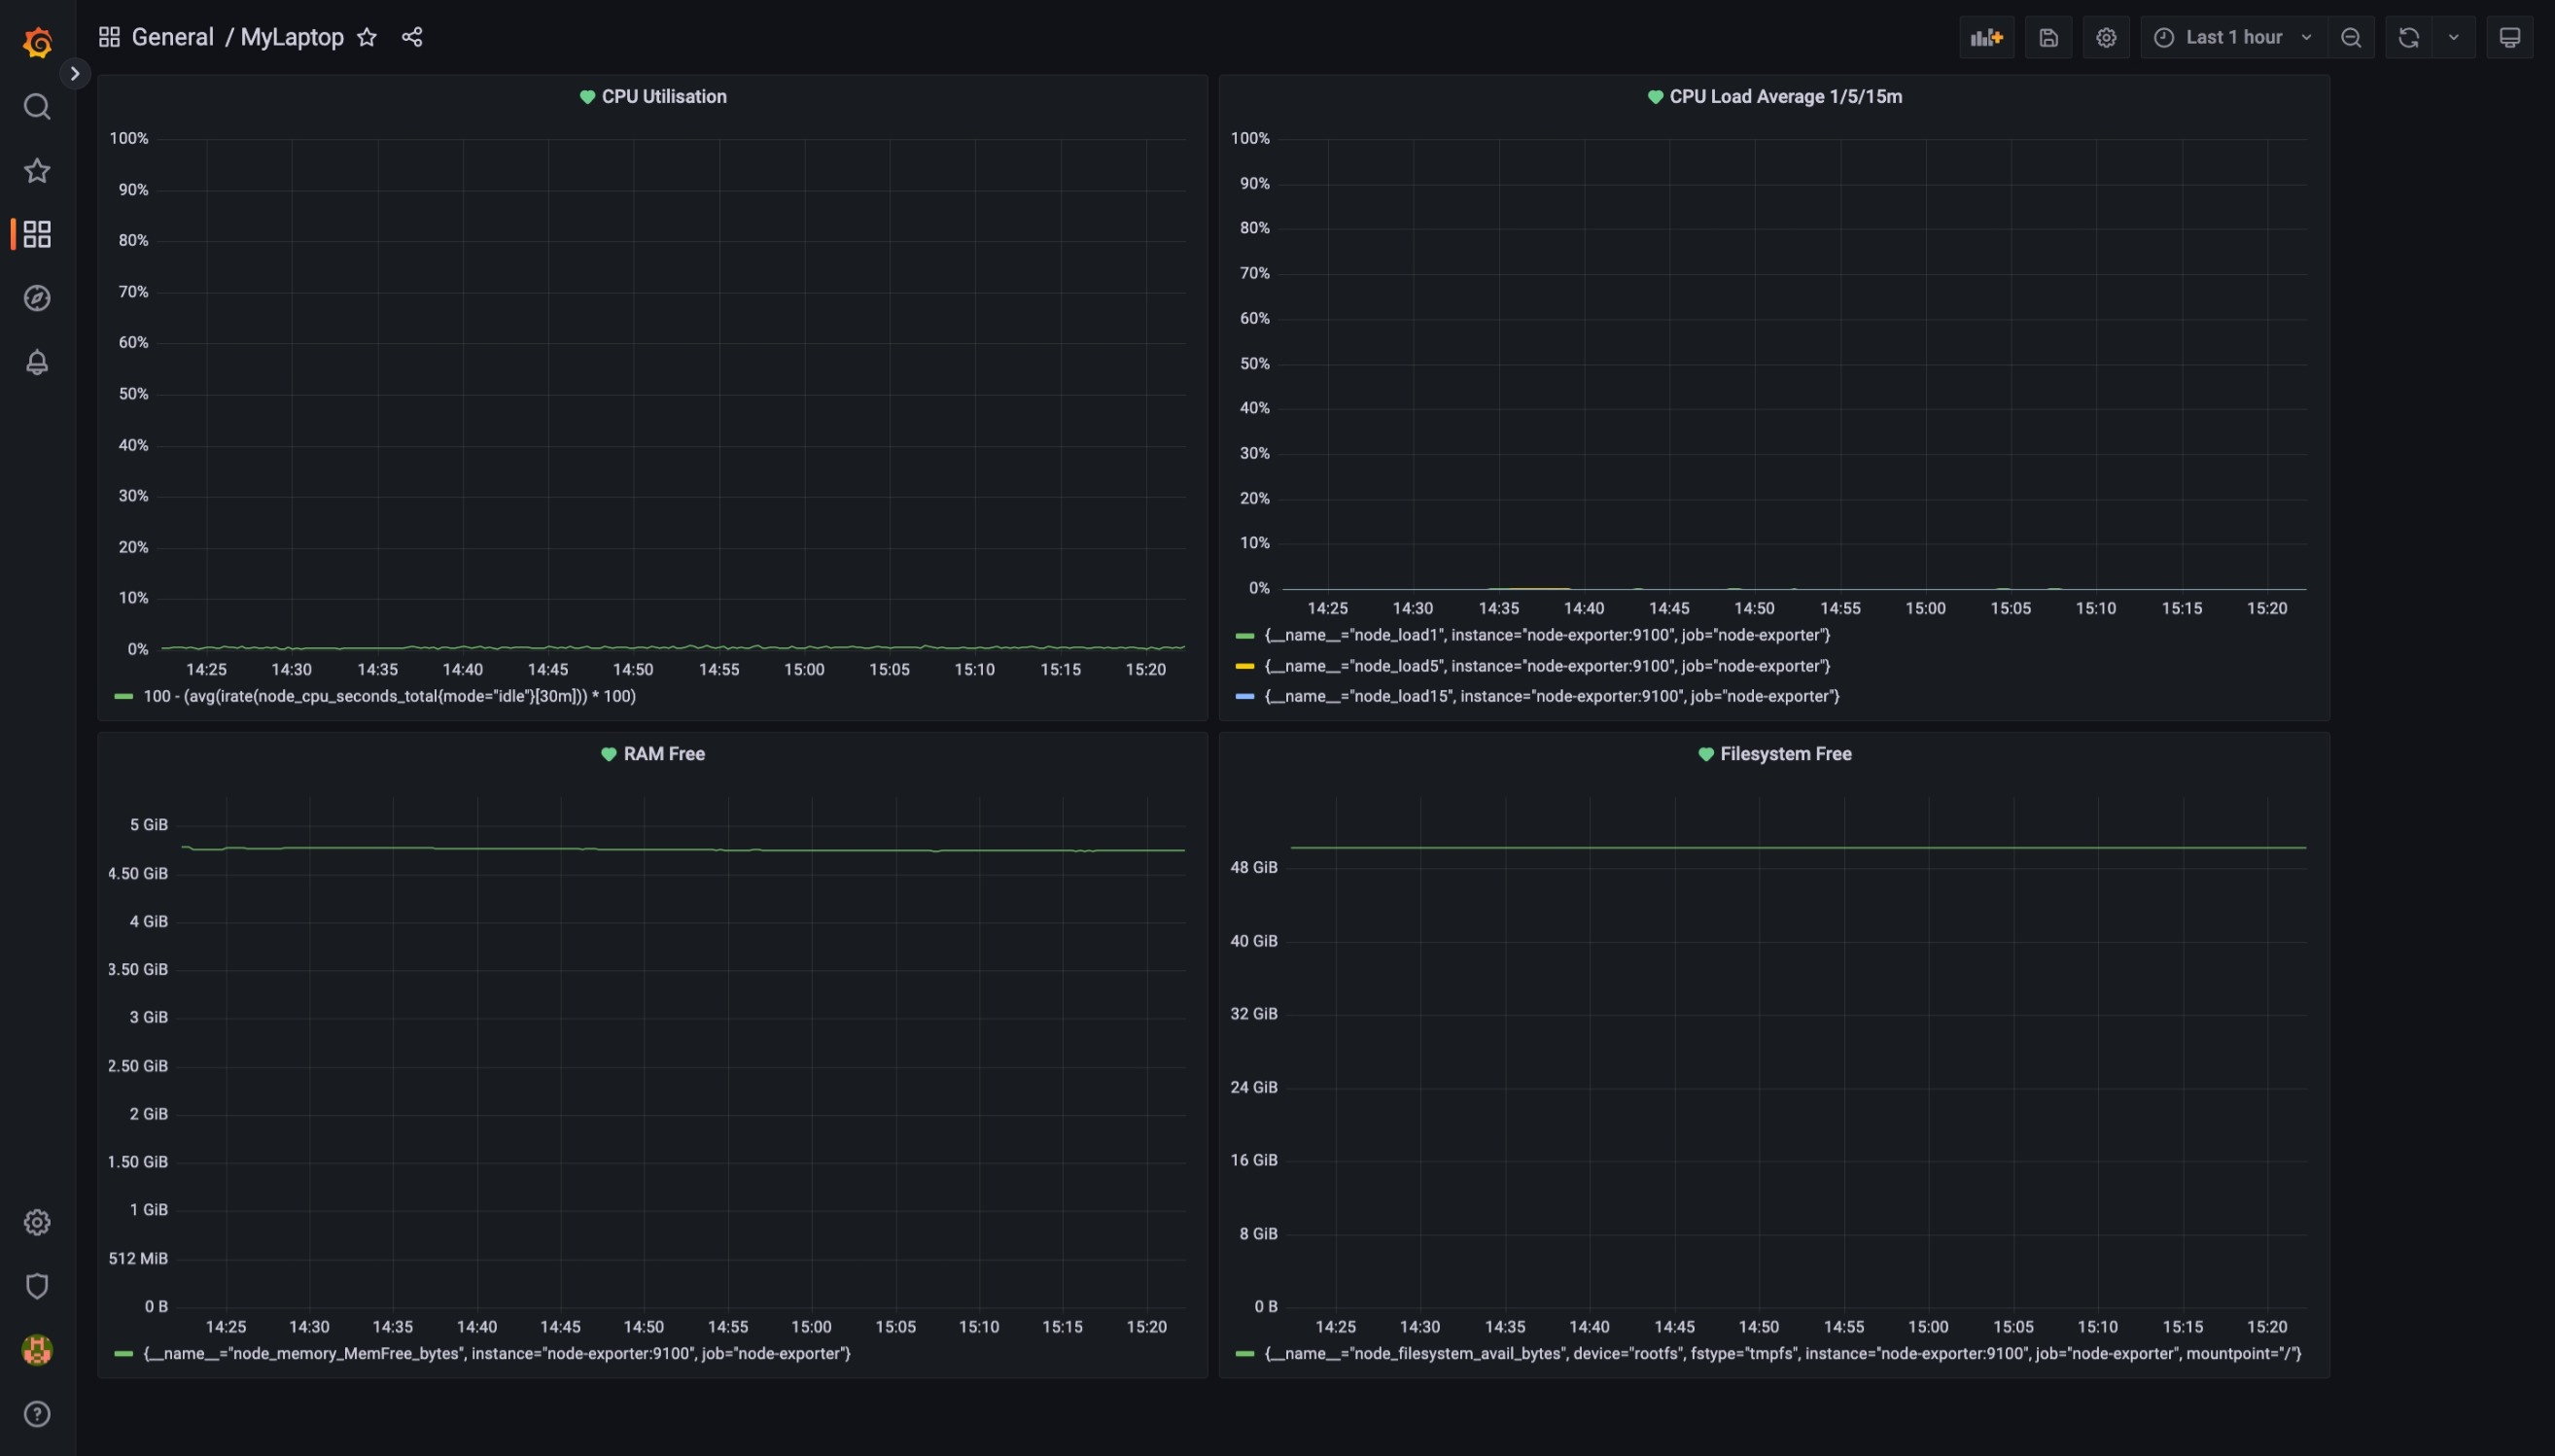 General / MyLaptop
Last 1 hour
CPU Utilisation
100%
90%
80%
70%
60%
50%
40%
30%
20%
10%
0%
14:25 14:30 14:35 14:40 14:45 14:50 14:55 15:00 15:05 15:10 15:15 15:20
100 - (avg(irate(node_cpu_seconds_total{mode="idle"}[30m])) * 100)
CPU Load Average 1/5/15m
100%
90%
80%
70%
60%
50%
40%
30%
20%
10%
0%
14:25 14:30 14:35 14:40 14:45 14:50 14:55 15:00 15:05 15:10 15:15 15:20
{__name__="node_load1", instance="node-exporter:9100", job="node-exporter"}
{__name__="node_load5", instance="node-exporter:9100", job="node-exporter"}
{__name__="node_load15", instance="node-exporter:9100", job="node-exporter"}
RAM Free
5 GiB
4.50 GiB
4 GiB
3.50 GiB
3 GiB
2.50 GiB
2 GiB
1.50 GiB
1 GiB
512 MiB
0 B
14:25 14:30 14:35 14:40 14:45 14:50 14:55 15:00 15:05 15:10 15:15 15:20
{__name__="node_memory_MemFree_bytes", instance="node-exporter:9100", job="node-exporter"}
Filesystem Free
48 GiB
40 GiB
32 GiB
24 GiB
16 GiB
8 GiB
0 B
14:25 14:30 14:35 14:40 14:45 14:50 14:55 15:00 15:05 15:10 15:15 15:20
{__name__="node_filesystem_avail_bytes", device="rootfs", fstype="tmpfs", instance="node-exporter:9100", job="node-exporter", mountpoint="/"}